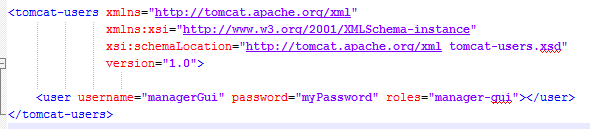 <tomcat-users xmlns="http://tomcat.apache.org/xml"
xmlns:xsi="http://www.w3.org/2001/XMLSchema-instance"
xsi:schemaLocation="http://tomcat.apache.org/xml tomcat-users.xsd"
version="1.0">
<user username="managerGui" password="myPassword" roles="manager-gui"></user>
</tomcat-users>